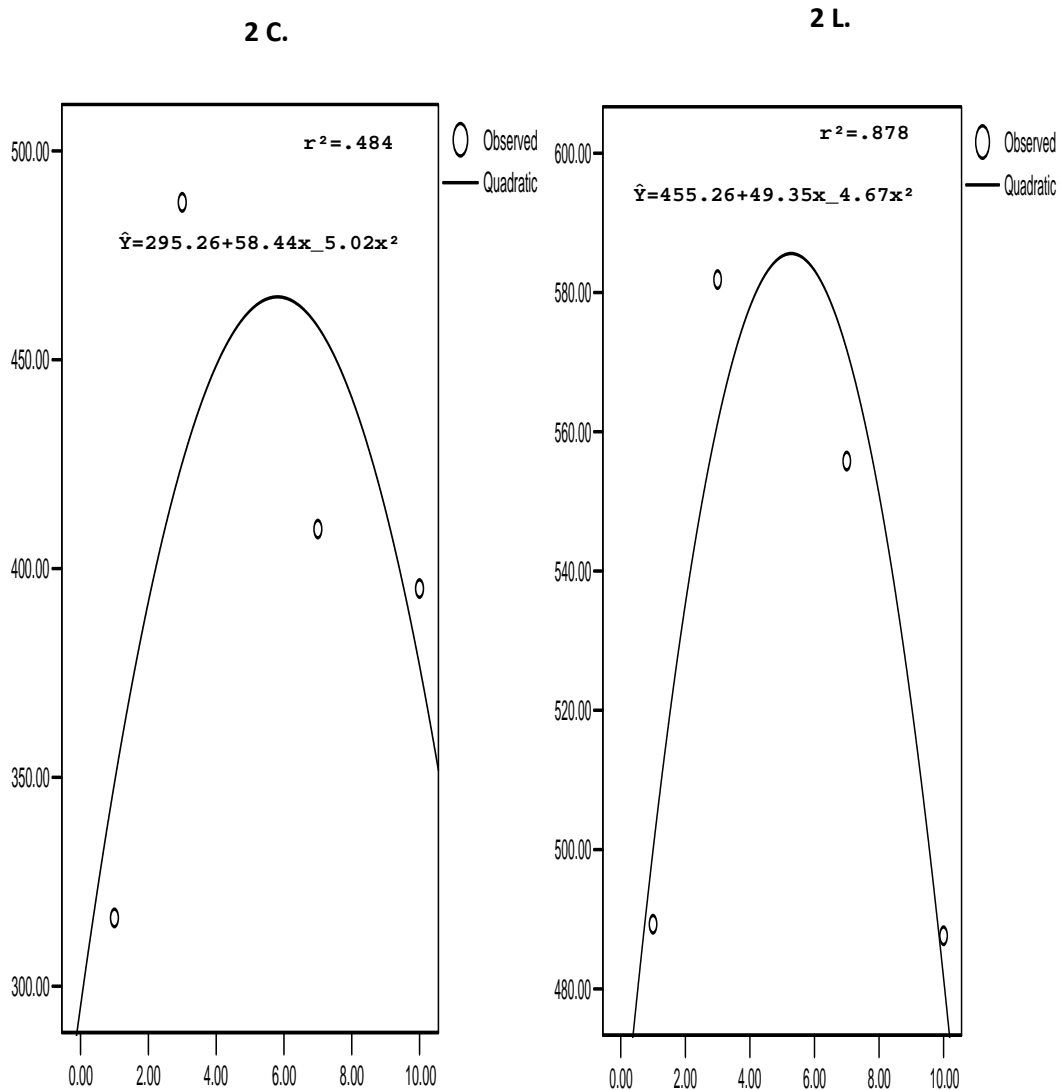 2 C.
2 L.
r²=.484
Ŷ=295.26+58.44x_5.02x²
Observed
Quadratic
500.00
450.00
400.00
350.00
300.00
0.00 2.00 4.00 6.00 8.00 10.00
r²=.878
Ŷ=455.26+49.35x_4.67x²
Observed
Quadratic
600.00
580.00
560.00
540.00
520.00
500.00
480.00
0.00 2.00 4.00 6.00 8.00 10.00